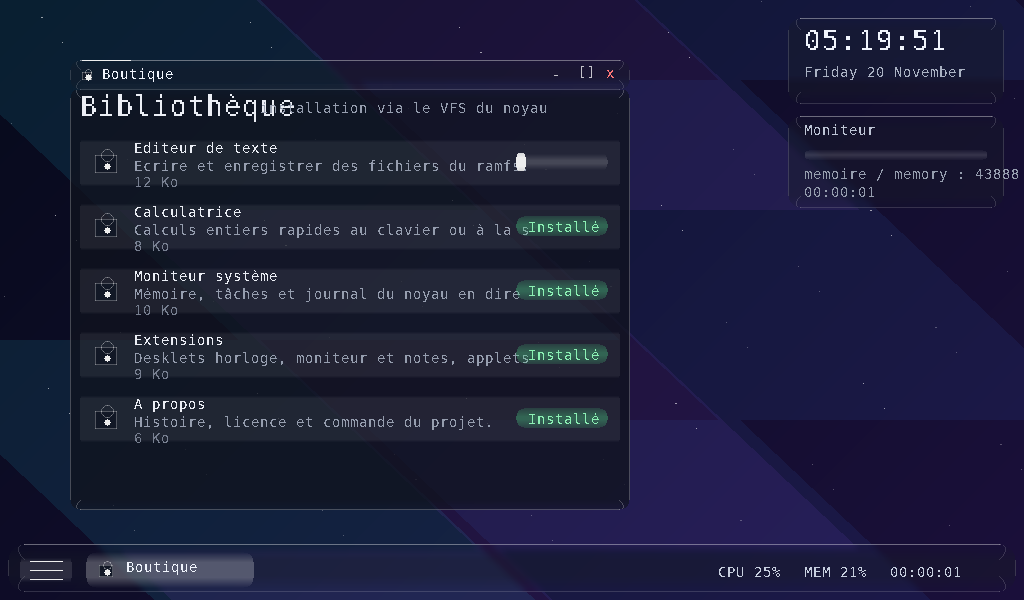 05:19:51
Friday 20 November
Boutique
- [] x
Bibliothèque
allation via le VFS du noyau
Moniteur
memoire / memory : 43888
00:00:01
Editeur de texte
Ecrire et enregistrer des fichiers du ramfs
12 Ko
Calculatrice
Calculs entiers rapides au clavier ou à la s
Installé
8 Ko
Moniteur système
Mémoire, tâches et journal du noyau en dire
Installé
10 Ko
Extensions
Desklets horloge, moniteur et notes, applets
Installé
9 Ko
A propos
Histoire, licence et commande du projet.
Installé
6 Ko
Boutique
CPU 25% MEM 21% 00:00:01